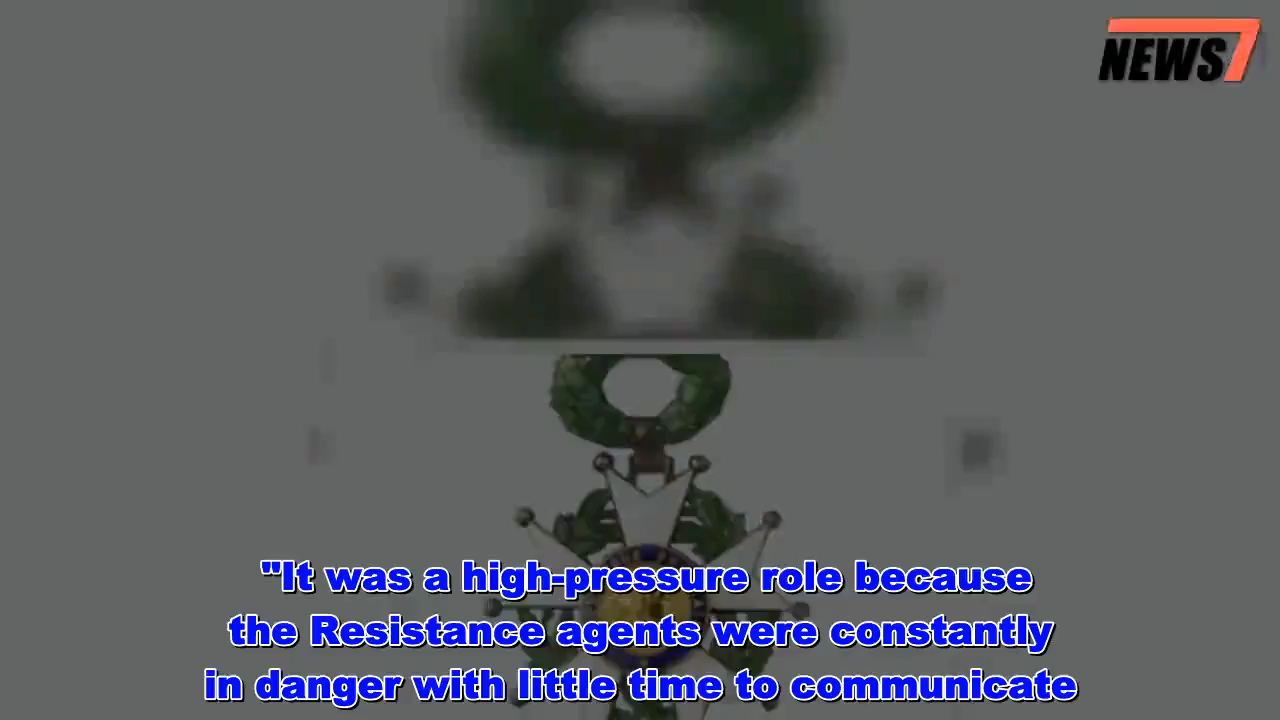 NEWS7
"It was a high-pressure role because
the Resistance agents were constantly
in danger with little time to communicate